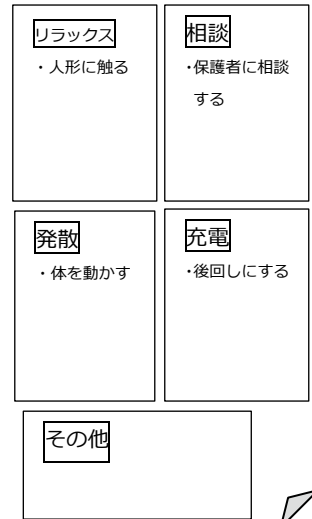 リラックス
・人形に触る
相談
・保護者に相談
する
発散
・体を動かす
充電
・後回しにする
その他